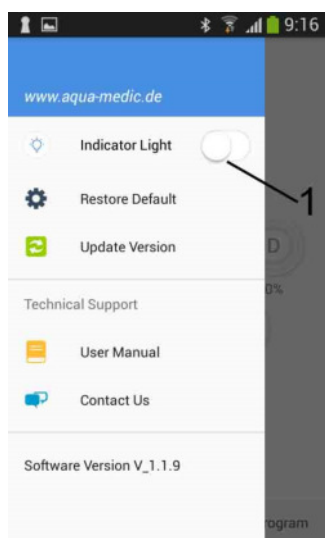 9:16
www.aqua-medic.de
Indicator Light
1
Restore Default
Update Version
D
0%
Technical Support
User Manual
Contact Us
Software Version V_1.1.9
rogram